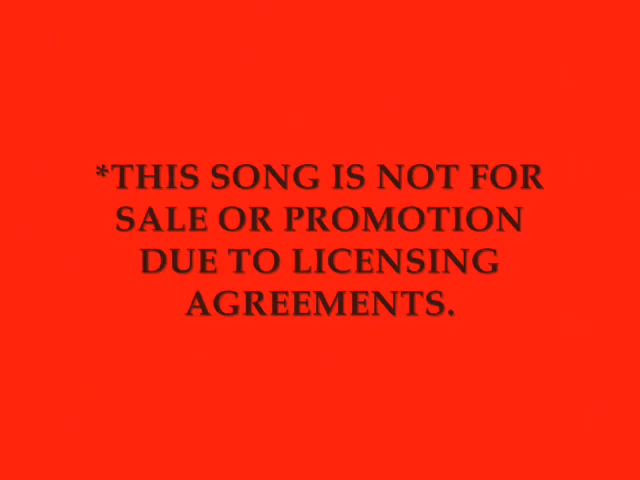 *THIS SONG IS NOT FOR
SALE OR PROMOTION
DUE TO LICENSING
AGREEMENTS.